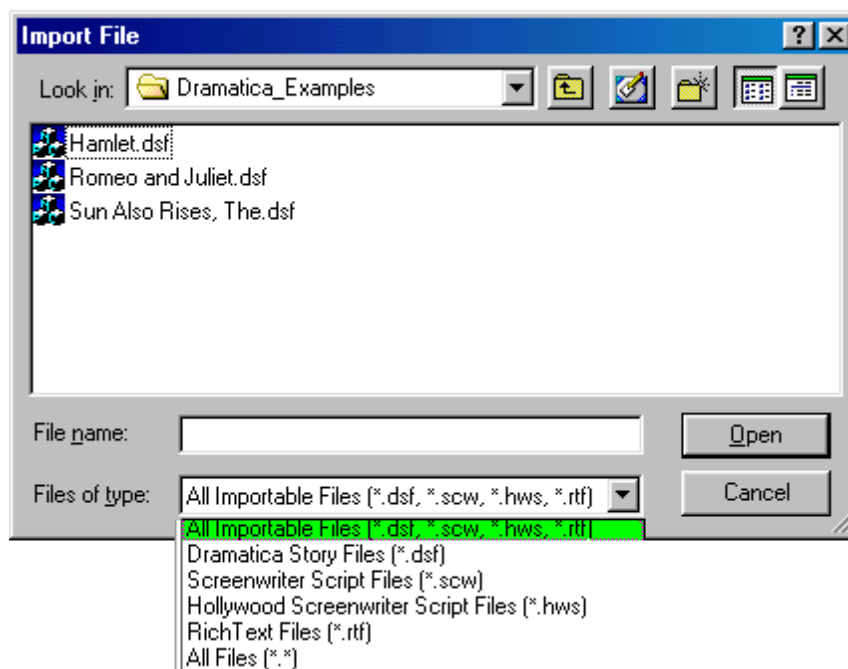 Import File
Look in: Dramatica_Examples
Hamlet.dsf
Romeo and Juliet.dsf
Sun Also Rises, The.dsf
File name: Open
Files of type: All Importable Files (*.dsf, *.scw, *.hws, *.rtf) Cancel
All Importable Files (*.dsf, *.scw, *.hws, *.rtf)
Dramatica Story Files (*.dsf)
Screenwriter Script Files (*.scw)
Hollywood Screenwriter Script Files (*.hws)
RichText Files (*.rtf)
All Files (*.*)